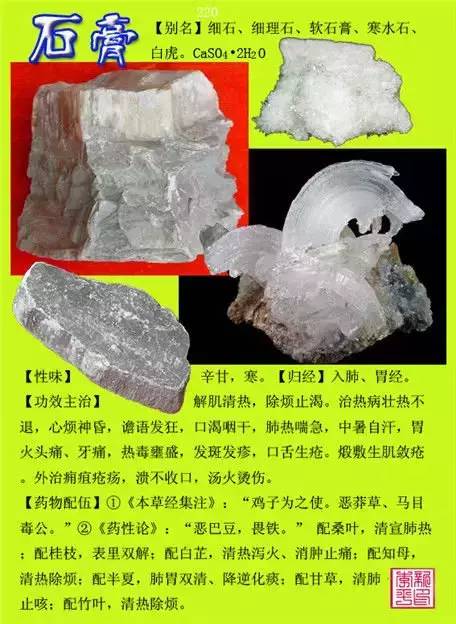 220
石膏
【别名】细石、细理石、软石膏、寒水石、
白虎。CaSO4•2H2O
【性味】 辛甘，寒。【归经】入肺、胃经。
【功效主治】 解肌清热，除烦止渴。治热病壮热不
退，心烦神昏，谵语发狂，口渴咽干，肺热喘急，中暑自汗，胃
火头痛、牙痛，热毒壅盛，发斑发疹，口舌生疮。煅敷生肌敛疮
。外治痈疽疮疡，溃不收口，汤火烫伤。
【药物配伍】①《本草经集注》：“鸡子为之使。恶莽草、马目
毒公。”②《药性论》：“恶巴豆，畏铁。” 配桑叶，清宣肺热
；配桂枝，表里双解；配白芷，清热泻火、消肿止痛；配知母，
清热除烦；配半夏，肺胃双清、降逆化痰；配甘草，清肺
止咳；配竹叶，清热除烦。